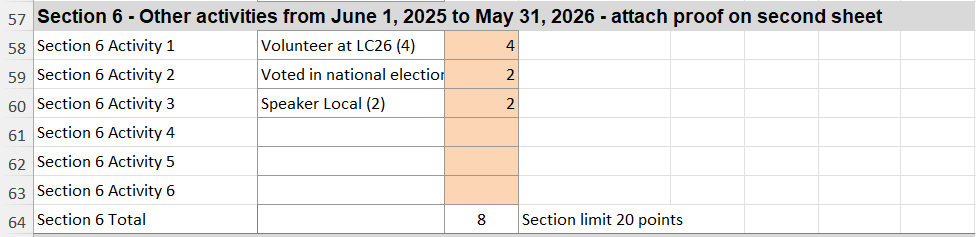 57 Section 6 - Other activities from June 1, 2025 to May 31, 2026 - attach proof on second sheet
58 Section 6 Activity 1 Volunteer at LC26 (4) 4
59 Section 6 Activity 2 Voted in national election 2
60 Section 6 Activity 3 Speaker Local (2) 2
61 Section 6 Activity 4
62 Section 6 Activity 5
63 Section 6 Activity 6
64 Section 6 Total 8 Section limit 20 points